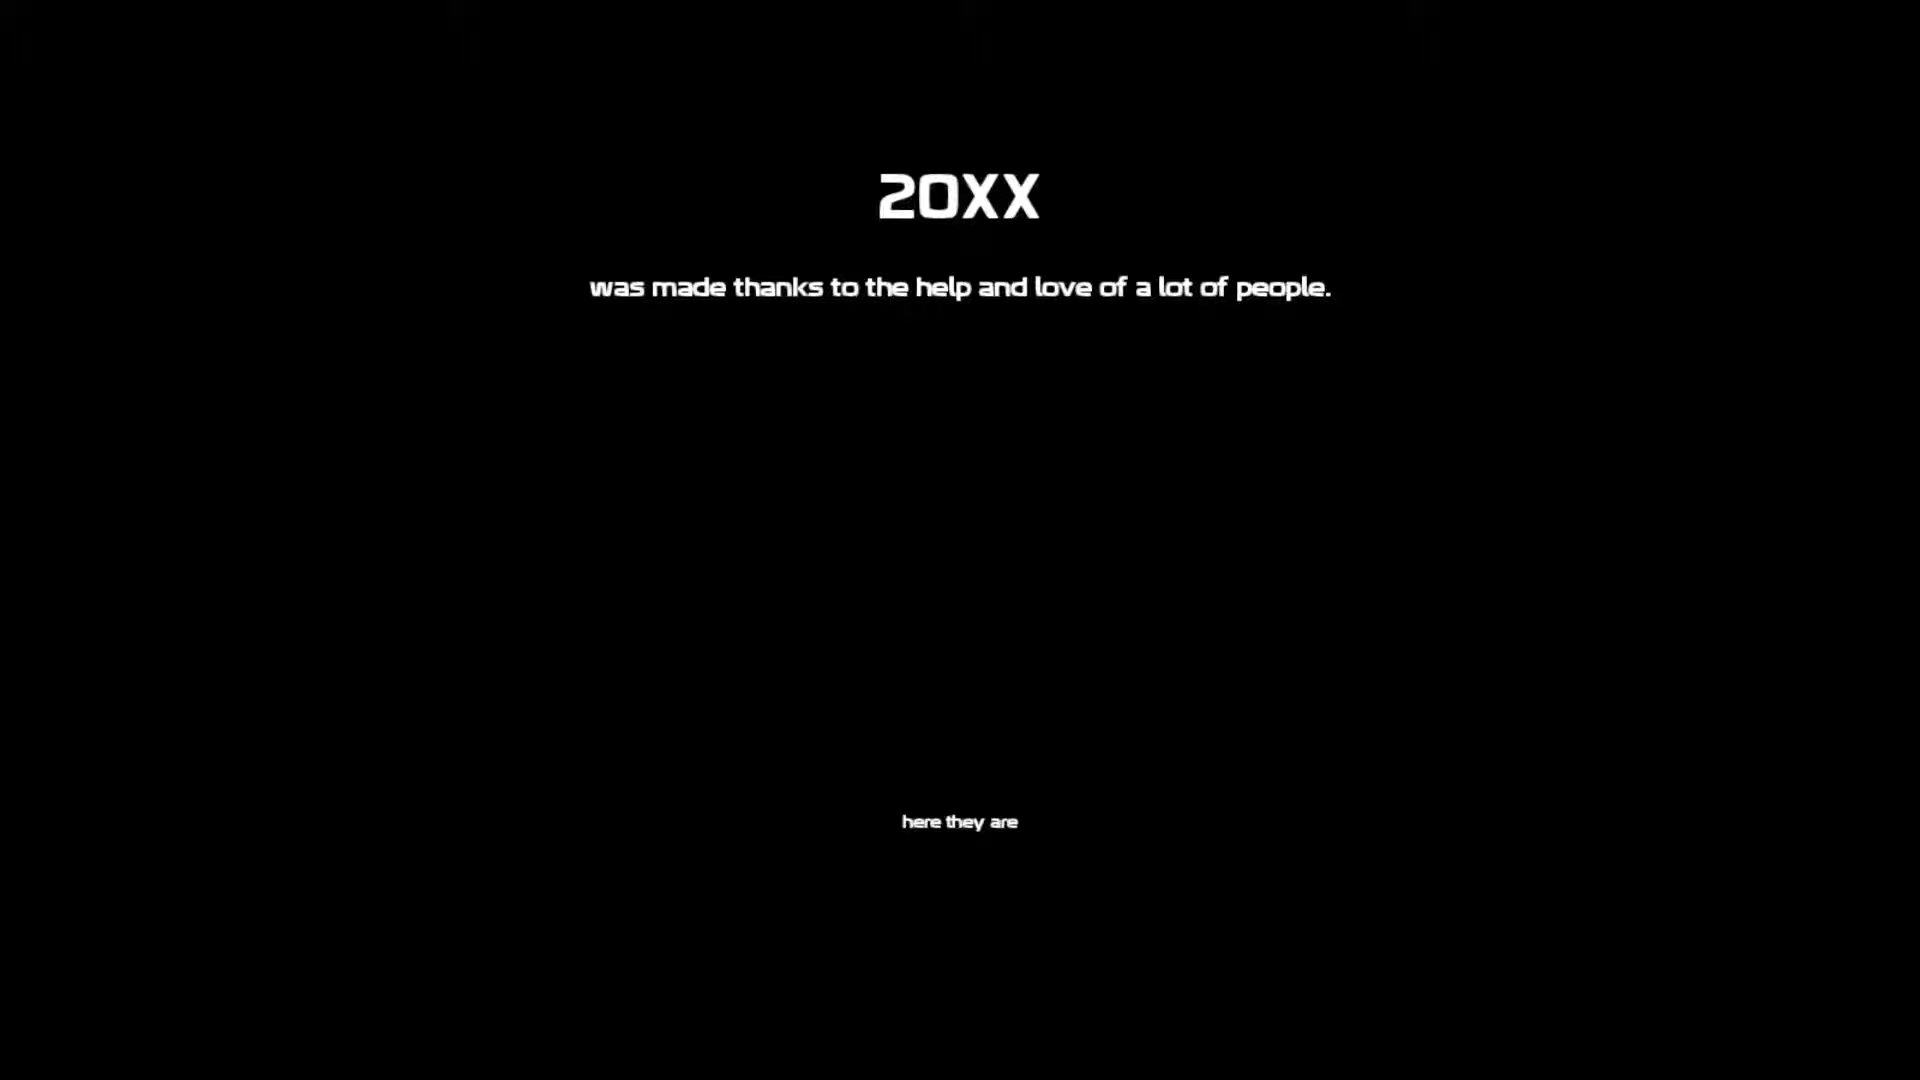 20XX
was made thanks to the help and love of a lot of people.
here they are